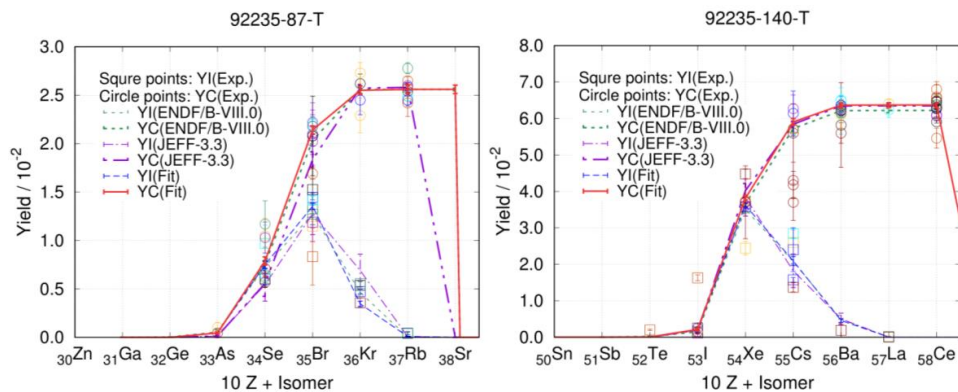 92235-87-T
3.0
2.5
2.0
1.5
1.0
0.5
0.0
Yield / 10⁻²
Squre points: YI(Exp.)
Circle points: YC(Exp.)
YI(ENDF/B-VIII.0)
YC(ENDF/B-VIII.0)
YI(JEFF-3.3)
YC(JEFF-3.3)
YI(Fit)
YC(Fit)
₃₀Zn ₃₁Ga ₃₂Ge ₃₃As ₃₄Se ₃₅Br ₃₆Kr ₃₇Rb ₃₈Sr
10 Z + Isomer
92235-140-T
8.0
7.0
6.0
5.0
4.0
3.0
2.0
1.0
0.0
Yield / 10⁻²
Squre points: YI(Exp.)
Circle points: YC(Exp.)
YI(ENDF/B-VIII.0)
YC(ENDF/B-VIII.0)
YI(JEFF-3.3)
YC(JEFF-3.3)
YI(Fit)
YC(Fit)
₅₀Sn ₅₁Sb ₅₂Te ₅₃I ₅₄Xe ₅₅Cs ₅₆Ba ₅₇La ₅₈Ce
10 Z + Isomer